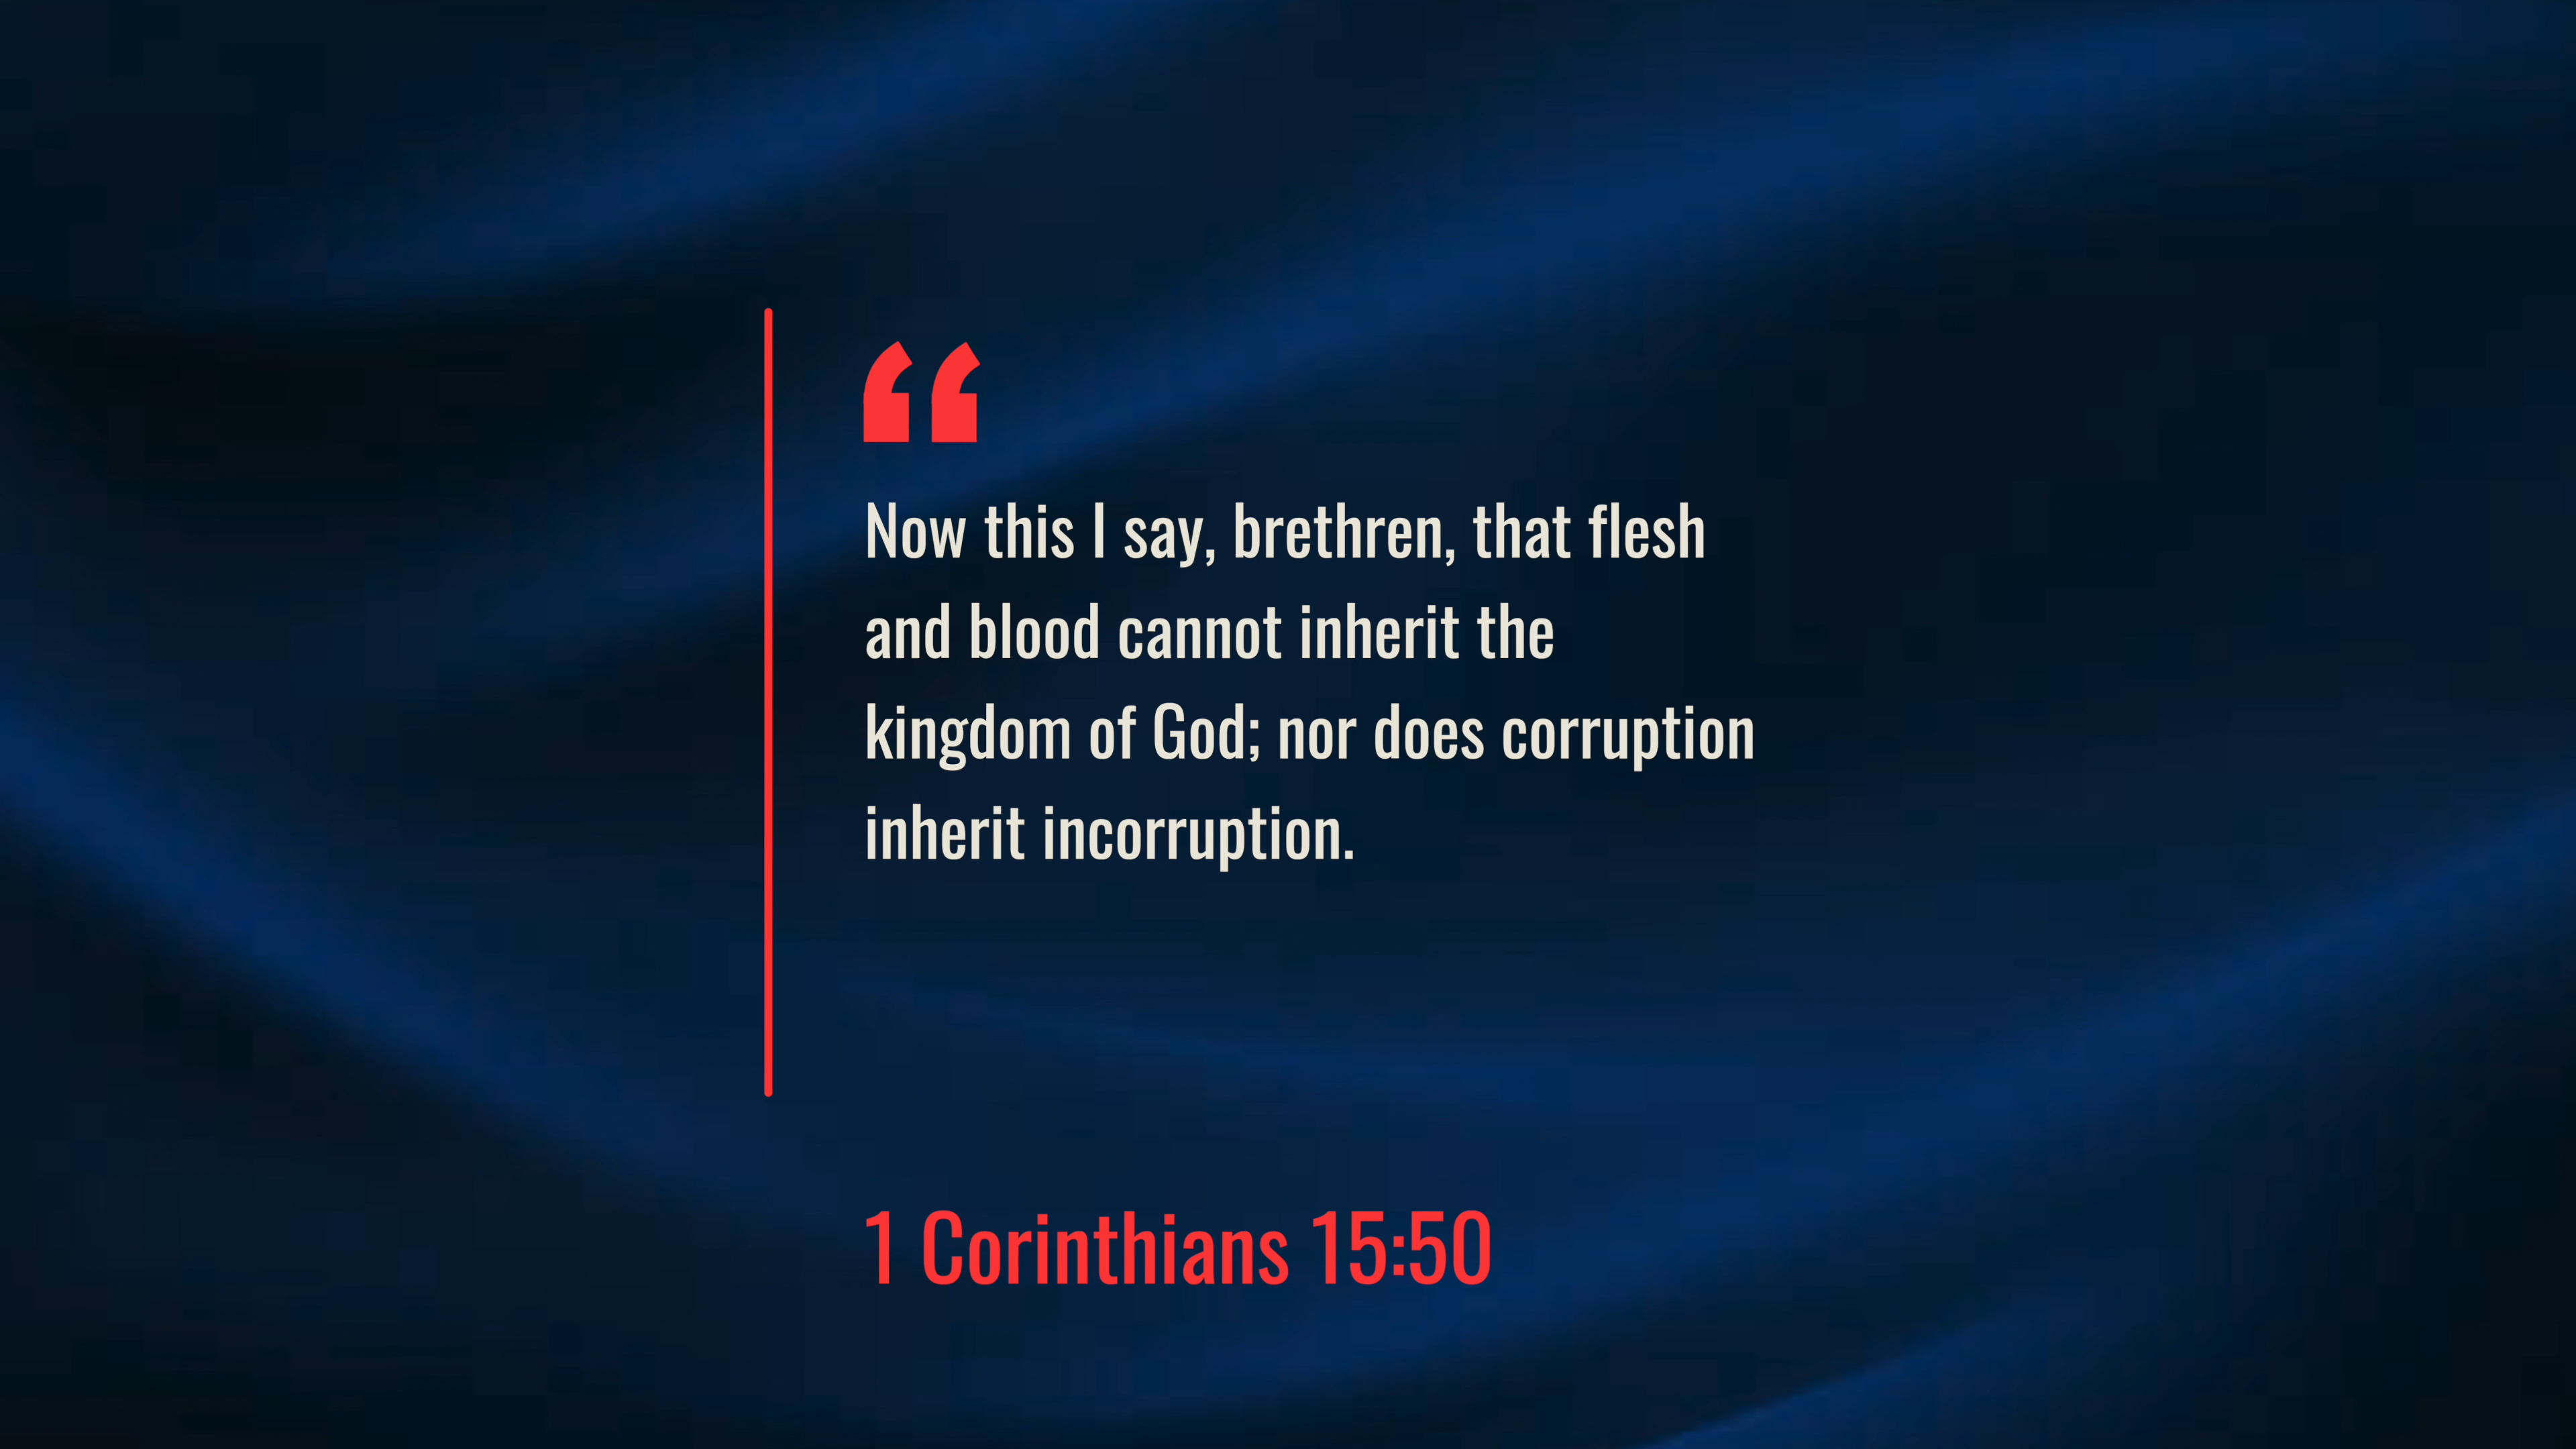 “
Now this I say, brethren, that flesh
and blood cannot inherit the
kingdom of God; nor does corruption
inherit incorruption.
1 Corinthians 15:50